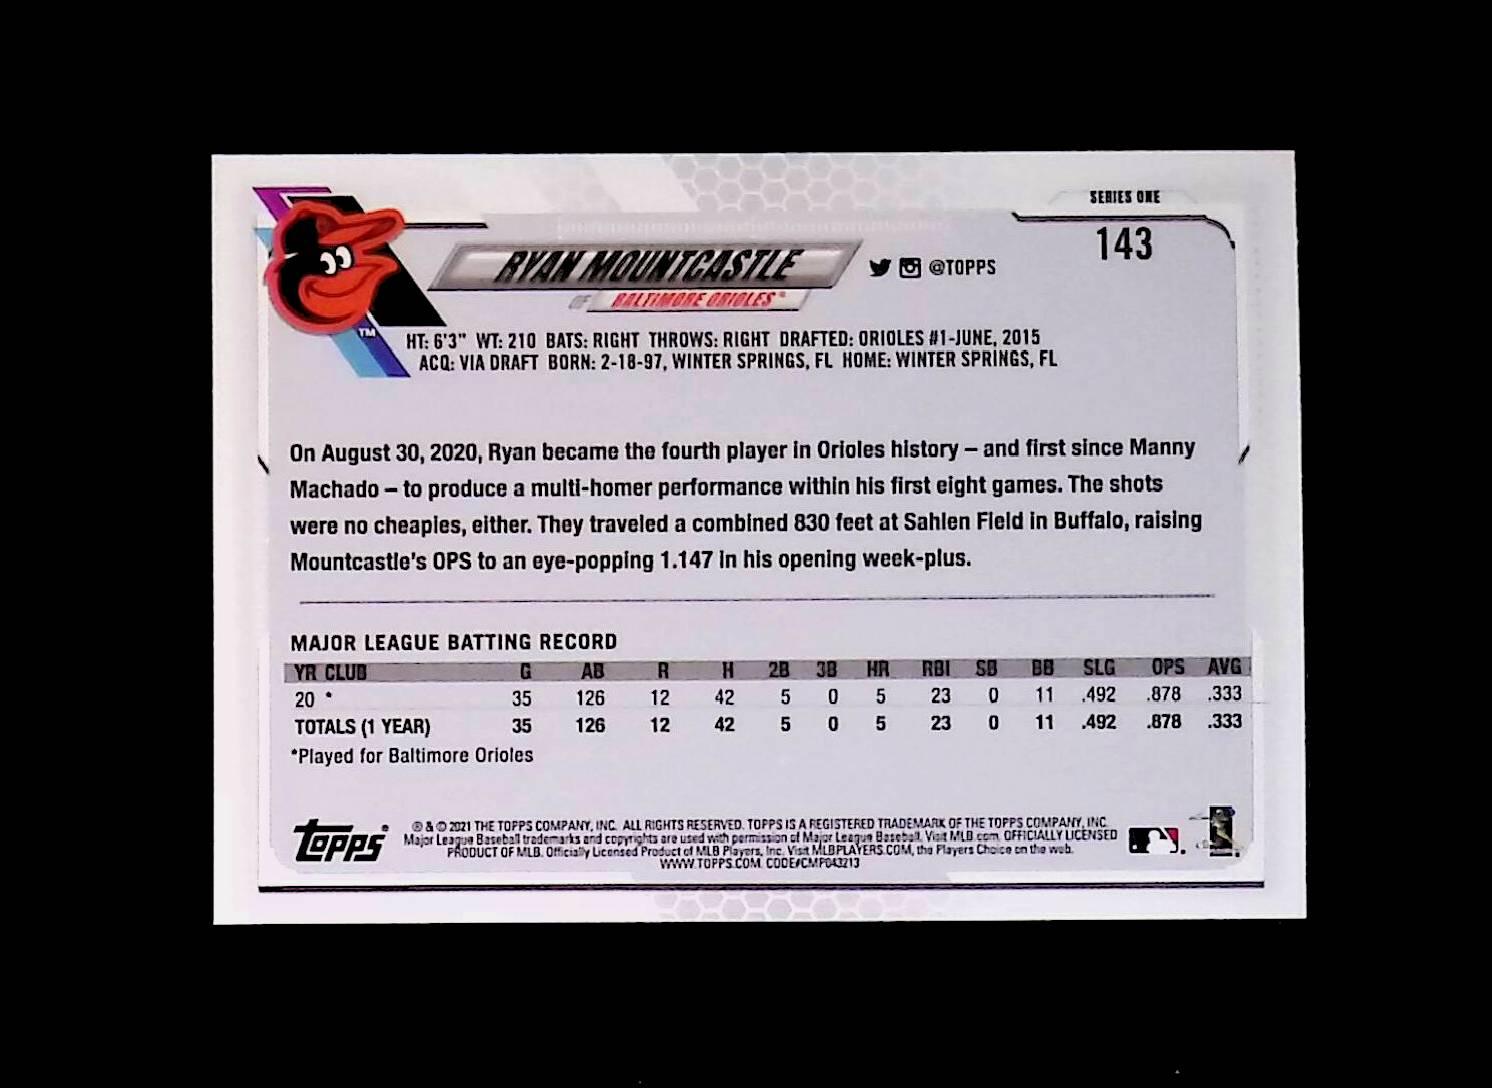 SERIES ONE
143
RYAN MOUNTCASTLE
@TOPPS
OF BALTIMORE ORIOLES®
TM
HT: 6'3" WT: 210 BATS: RIGHT THROWS: RIGHT DRAFTED: ORIOLES #1-JUNE, 2015
ACQ: VIA DRAFT BORN: 2-18-97, WINTER SPRINGS, FL HOME: WINTER SPRINGS, FL
On August 30, 2020, Ryan became the fourth player in Orioles history – and first since Manny
Machado – to produce a multi-homer performance within his first eight games. The shots
were no cheapies, either. They traveled a combined 830 feet at Sahlen Field in Buffalo, raising
Mountcastle's OPS to an eye-popping 1.147 in his opening week-plus.
MAJOR LEAGUE BATTING RECORD
YR CLUB G AB R H 2B 3B HR RBI SB BB SLG OPS AVG
20 * 35 126 12 42 5 0 5 23 0 11 .492 .878 .333
TOTALS (1 YEAR) 35 126 12 42 5 0 5 23 0 11 .492 .878 .333
*Played for Baltimore Orioles
topps®
® & © 2021 THE TOPPS COMPANY, INC. ALL RIGHTS RESERVED. TOPPS IS A REGISTERED TRADEMARK OF THE TOPPS COMPANY, INC.
Major League Baseball trademarks and copyrights are used with permission of Major League Baseball. Visit MLB.com. OFFICIALLY LICENSED
PRODUCT OF MLB. Officially Licensed Product of MLB Players, Inc. Visit MLBPLAYERS.COM, the Players Choice on the web.
WWW.TOPPS.COM CODE#CMP043213